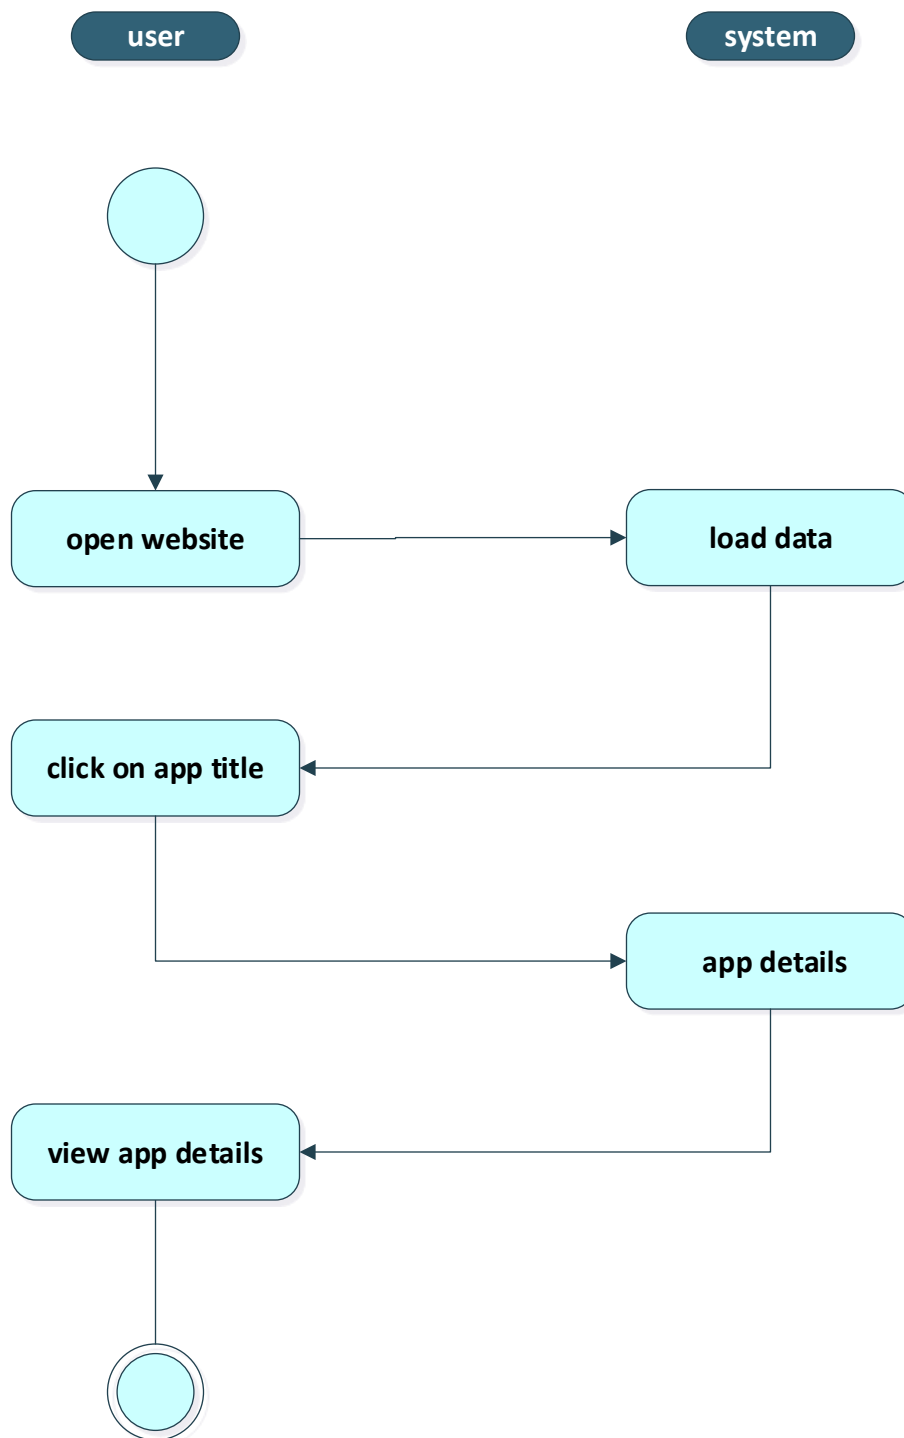 user
system
open website
load data
click on app title
app details
view app details